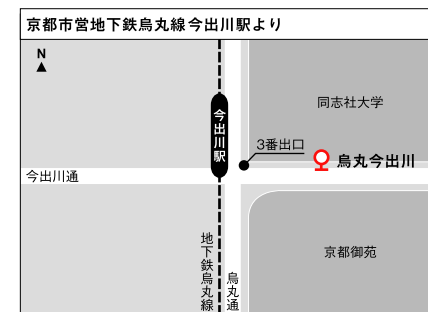 京都市営地下鉄烏丸線今出川駅より
N
同志社大学
今出川駅
3番出口
烏丸今出川
今出川通
京都御苑
地下鉄烏丸線
烏丸通